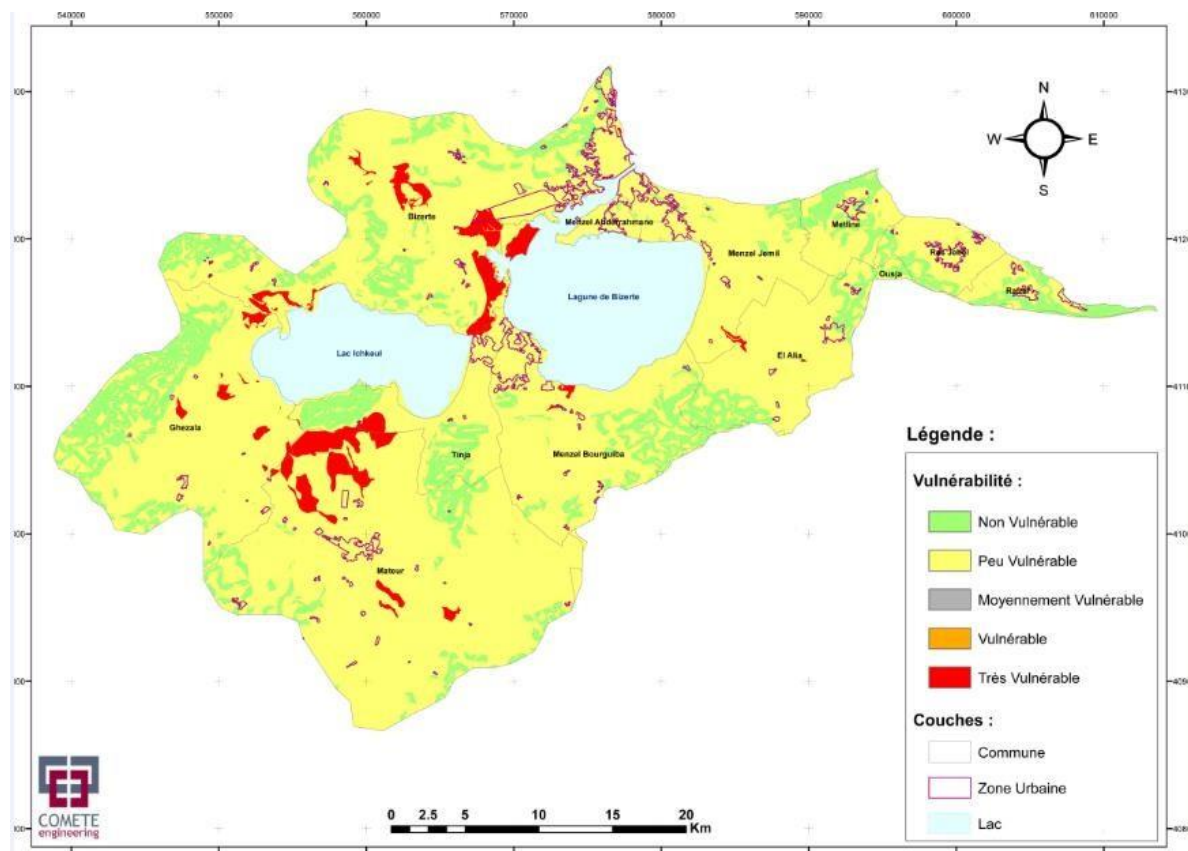 540000 550000 560000 570000 580000 590000 600000 610000
N
W E
S
Bizerte
Menzel Abderrahmane
Metline
Ras Jebel
Menzel Jemil
Ousja
Rafraf
Lagune de Bizerte
Lac Ichkeul
El Alia
Ghezala
Tinja
Menzel Bourguiba
Matour
Légende :
Vulnérabilité :
Non Vulnérable
Peu Vulnérable
Moyennement Vulnérable
Vulnérable
Très Vulnérable
Couches :
Commune
Zone Urbaine
Lac
COMETE
engineering
0 2.5 5 10 15 20
Km